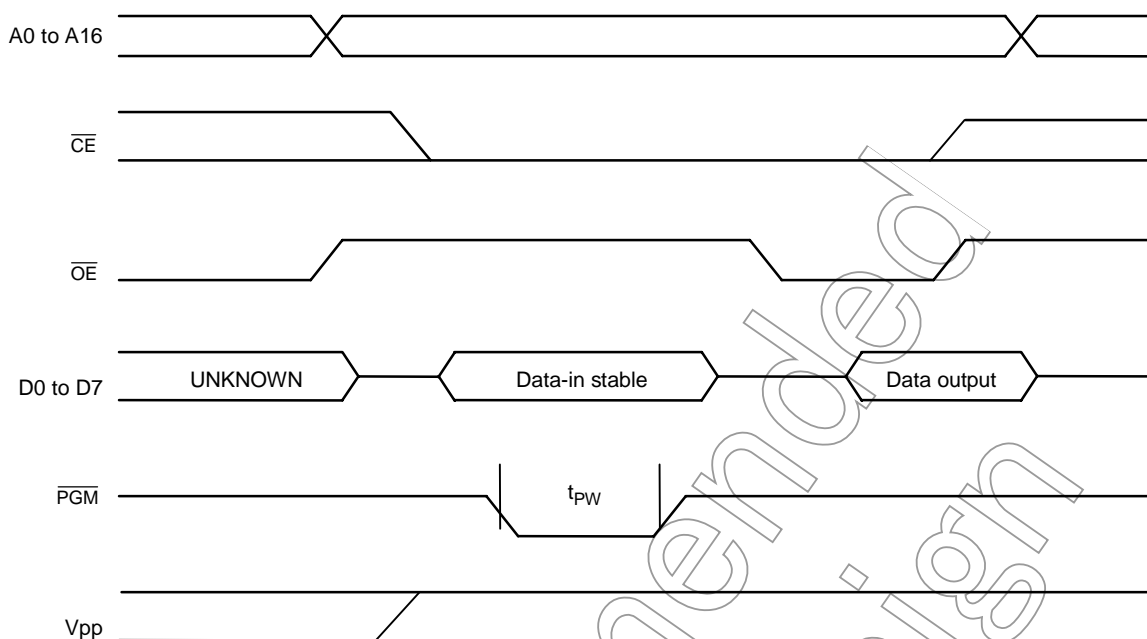 A0 to A16
CE
OE
D0 to D7
UNKNOWN
Data-in stable
Data output
PGM
tPW
Vpp